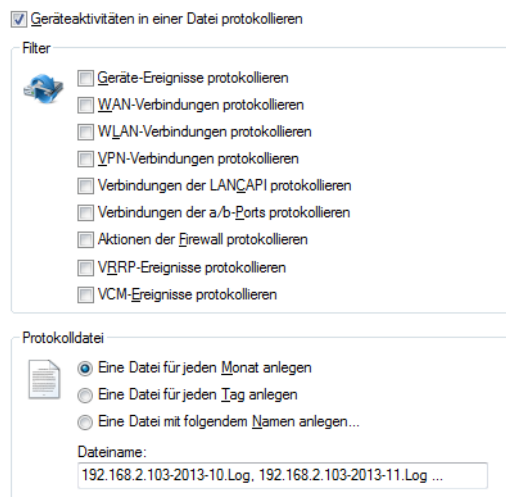 Geräteaktivitäten in einer Datei protokollieren
Filter
Geräte-Ereignisse protokollieren
WAN-Verbindungen protokollieren
WLAN-Verbindungen protokollieren
VPN-Verbindungen protokollieren
Verbindungen der LANCAPI protokollieren
Verbindungen der a/b-Ports protokollieren
Aktionen der Firewall protokollieren
VRRP-Ereignisse protokollieren
VCM-Ereignisse protokollieren
Protokolldatei
Eine Datei für jeden Monat anlegen
Eine Datei für jeden Tag anlegen
Eine Datei mit folgendem Namen anlegen...
Dateiname:
192.168.2.103-2013-10.Log, 192.168.2.103-2013-11.Log ...